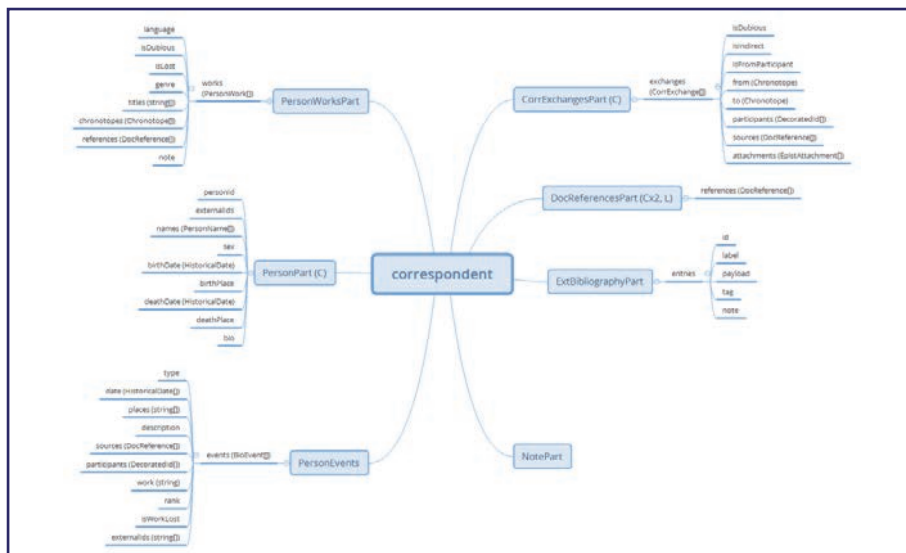 language
isDubious
isLost
genre
titles (string[])
chronotopes (Chronotope[])
references (DocReference[])
note
works
(PersonWork[])
PersonWorksPart
personId
externalIds
names (PersonName[])
sex
birthDate (HistoricalDate)
birthPlace
deathDate (HistoricalDate)
deathPlace
bio
PersonPart (C)
type
date (HistoricalDate[])
places (string[])
description
sources (DocReference[])
participants (DecoratedId[])
work (string)
rank
isWorkLost
externalIds (string[])
events (BioEvent[])
PersonEvents
correspondent
CorrExchangesPart (C)
exchanges
(CorrExchange[])
isDubious
isIndirect
isFromParticipant
from (Chronotope)
to (Chronotope)
participants (DecoratedId[])
sources (DocReference[])
attachments (EpistAttachment[])
DocReferencesPart (Cx2, L)
references (DocReference[])
ExtBibliographyPart
entries
id
label
payload
tag
note
NotePart